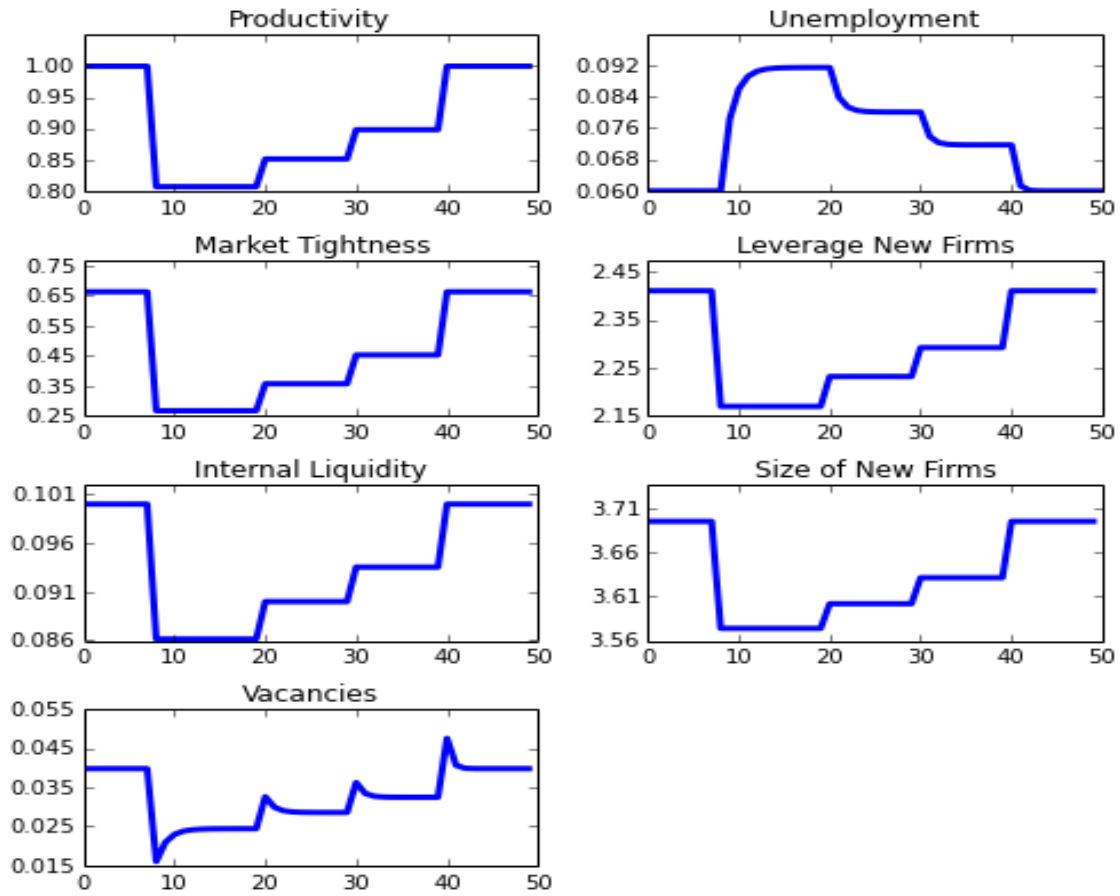 Productivity
1.00
0.95
0.90
0.85
0.80
0 10 20 30 40 50
Unemployment
0.092
0.084
0.076
0.068
0.060
0 10 20 30 40 50
Market Tightness
0.75
0.65
0.55
0.45
0.35
0.25
0 10 20 30 40 50
Leverage New Firms
2.45
2.35
2.25
2.15
0 10 20 30 40 50
Internal Liquidity
0.101
0.096
0.091
0.086
0 10 20 30 40 50
Size of New Firms
3.71
3.66
3.61
3.56
0 10 20 30 40 50
Vacancies
0.055
0.045
0.035
0.025
0.015
0 10 20 30 40 50